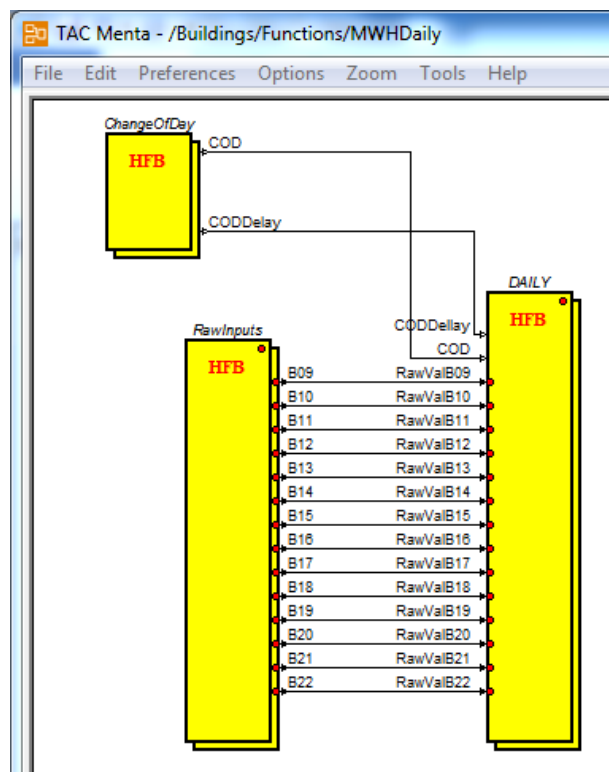 TAC Menta - /Buildings/Functions/MWHDaily
File Edit Preferences Options Zoom Tools Help
ChangeOfDay
HFB
COD
CODDelay
DAILY
HFB
CODDellay
COD
RawInputs
HFB
B09 RawValB09
B10 RawValB10
B11 RawValB11
B12 RawValB12
B13 RawValB13
B14 RawValB14
B15 RawValB15
B16 RawValB16
B17 RawValB17
B18 RawValB18
B19 RawValB19
B20 RawValB20
B21 RawValB21
B22 RawValB22